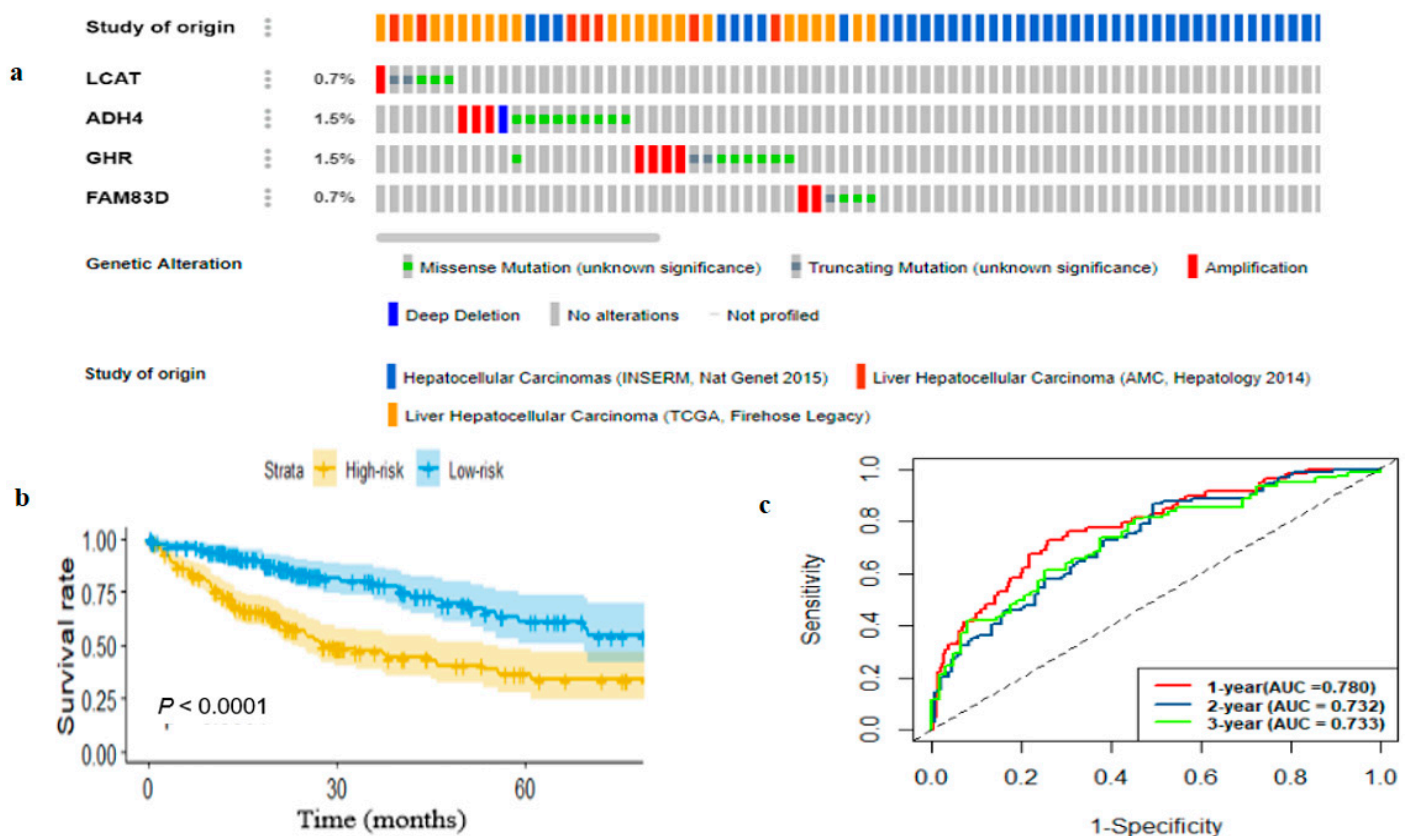 Study of origin
a
LCAT 0.7%
ADH4 1.5%
GHR 1.5%
FAM83D 0.7%
Genetic Alteration
Missense Mutation (unknown significance) Truncating Mutation (unknown significance) Amplification
Deep Deletion No alterations Not profiled
Study of origin
Hepatocellular Carcinomas (INSERM, Nat Genet 2015) Liver Hepatocellular Carcinoma (AMC, Hepatology 2014)
Liver Hepatocellular Carcinoma (TCGA, Firehose Legacy)
b
Strata High-risk Low-risk
Survival rate
1.00
0.75
0.50
0.25
0.00
P < 0.0001
0 30 60
Time (months)
c
Sensitivity
1.0
0.8
0.6
0.4
0.2
0.0
1-year(AUC =0.780)
2-year (AUC = 0.732)
3-year (AUC = 0.733)
0.0 0.2 0.4 0.6 0.8 1.0
1-Specificity